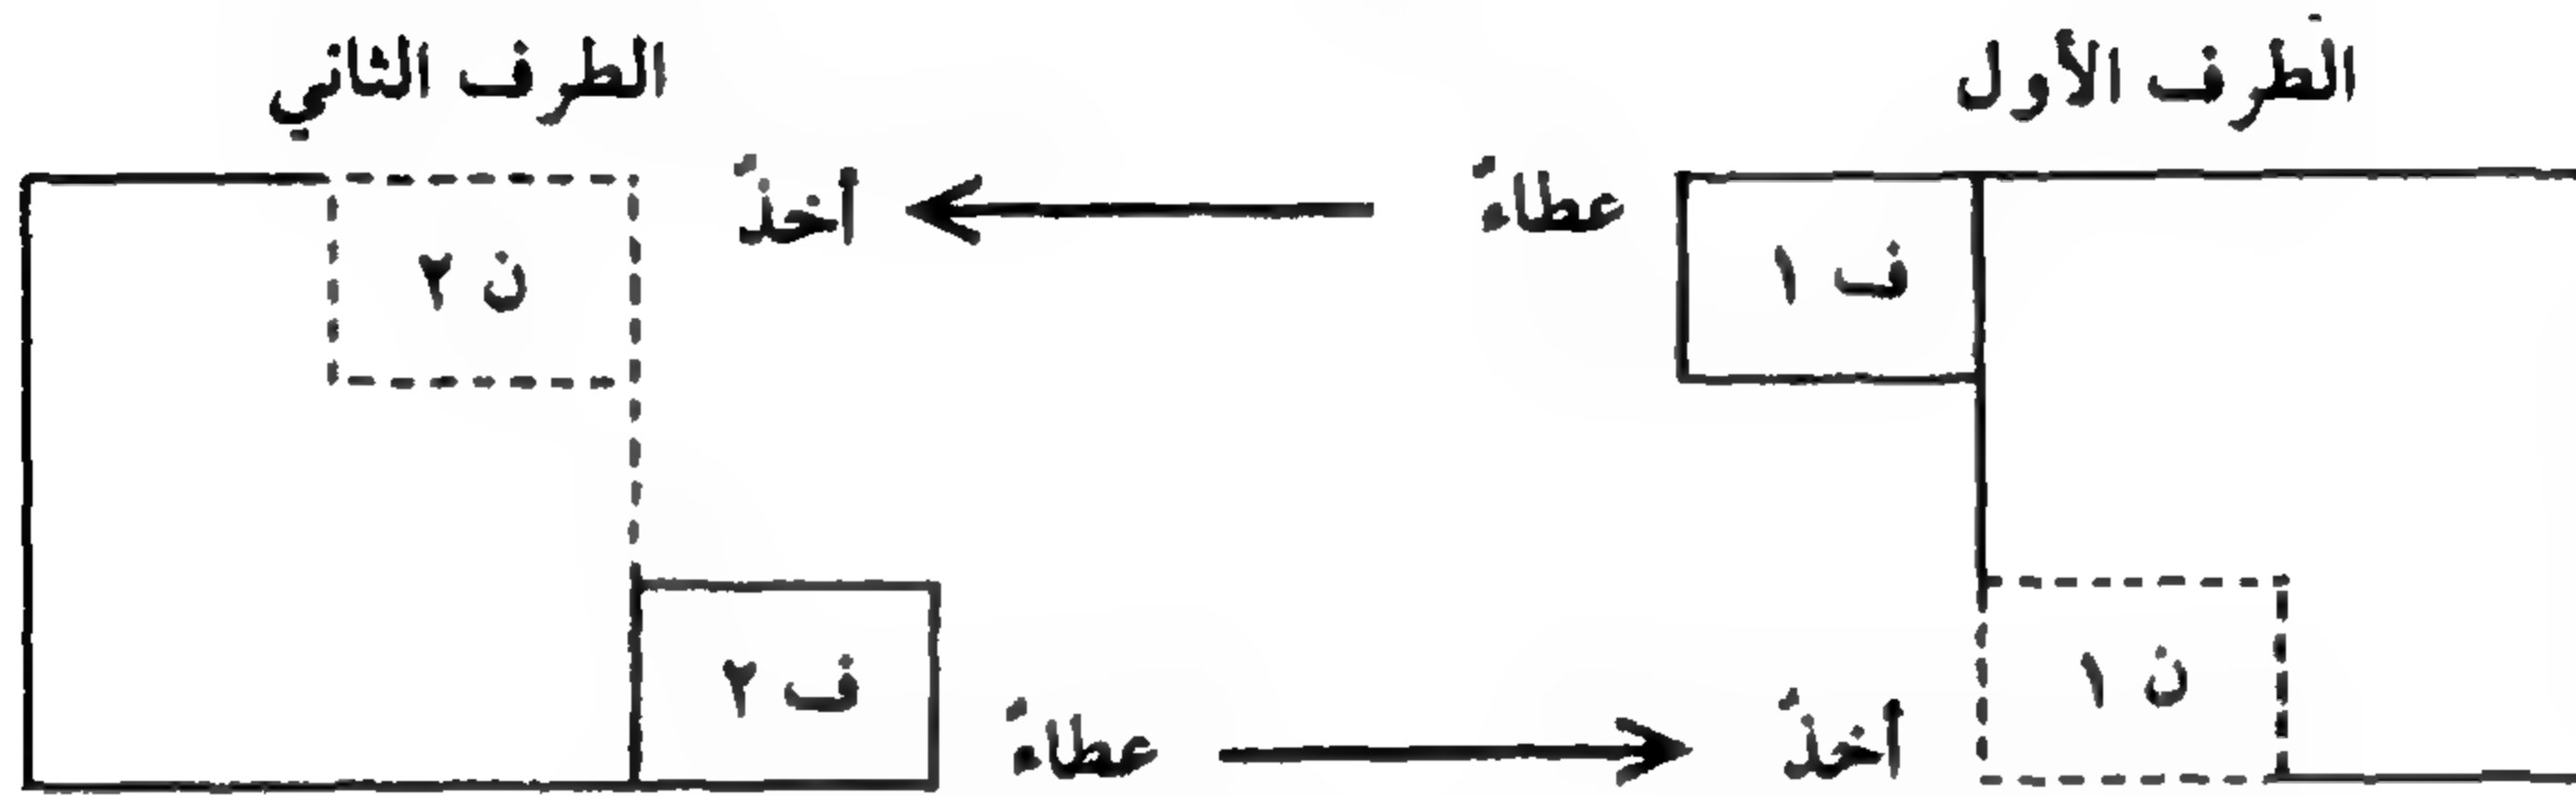 الطرف الأول    الطرف الثاني
عطاءً    أخذً
ف ١    ن ٢
ن ١    ف ٢
أخذً    عطاءً